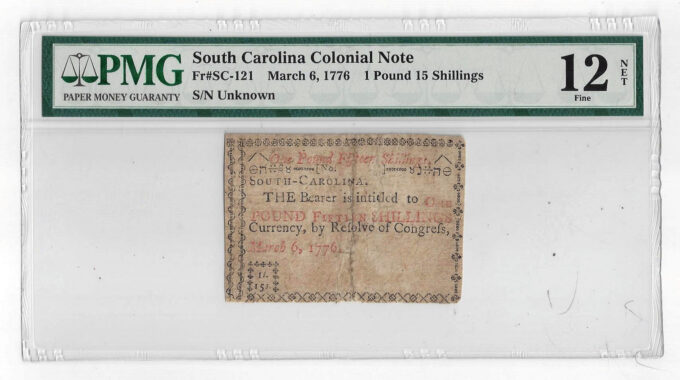 PMG
PAPER MONEY GUARANTY
South Carolina Colonial Note
Fr#SC-121 March 6, 1776 1 Pound 15 Shillings
S/N Unknown
12
NET
Fine
One Pound Fifteen Shillings.
[No.
SOUTH-CAROLINA.
THE Bearer is intitled to ONE
POUND FIFTEEN SHILLINGS
Currency, by Resolve of Congreſs,
March 6, 1776.
1l.
15s.